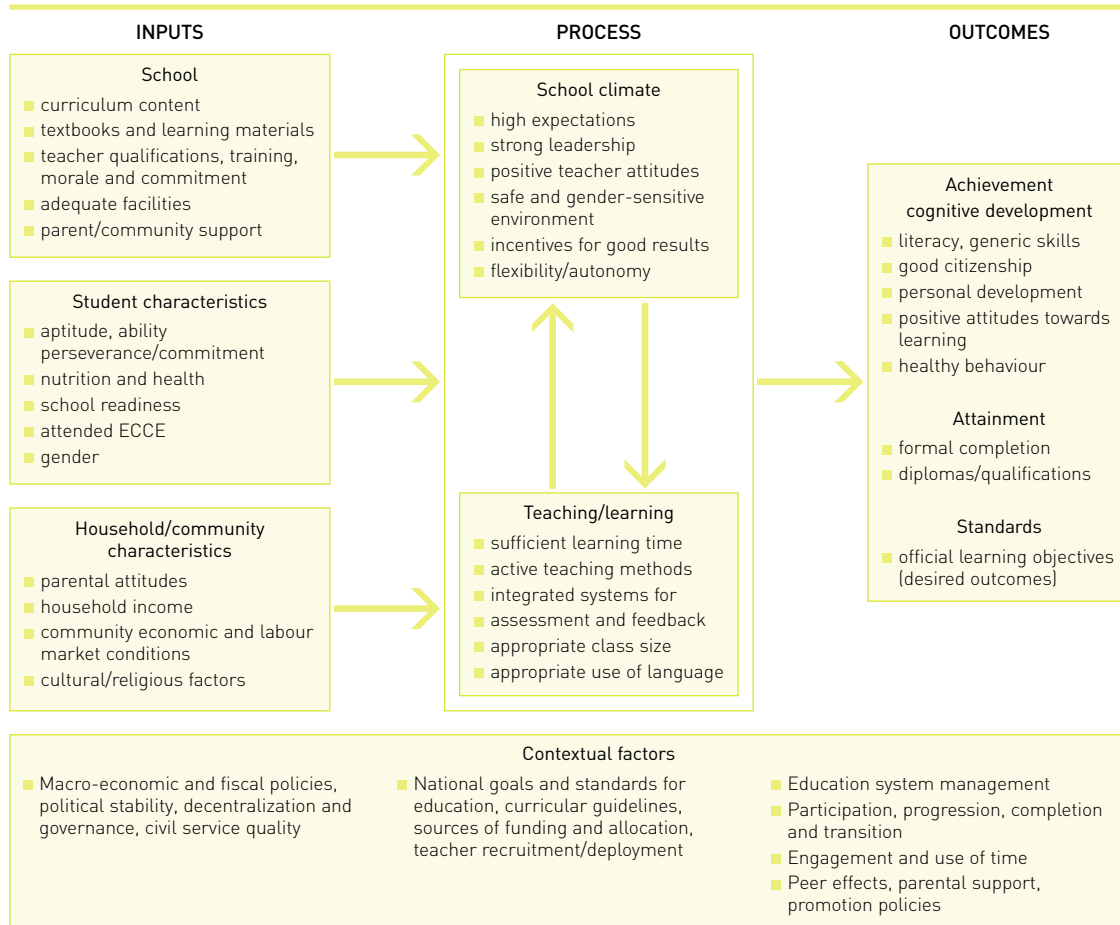 INPUTS
School
curriculum content
textbooks and learning materials
teacher qualifications, training,
morale and commitment
adequate facilities
parent/community support
Student characteristics
aptitude, ability
perseverance/commitment
nutrition and health
school readiness
attended ECCE
gender
Household/community
characteristics
parental attitudes
household income
community economic and labour
market conditions
cultural/religious factors
PROCESS
School climate
high expectations
strong leadership
positive teacher attitudes
safe and gender-sensitive
environment
incentives for good results
flexibility/autonomy
Teaching/learning
sufficient learning time
active teaching methods
integrated systems for
assessment and feedback
appropriate class size
appropriate use of language
OUTCOMES
Achievement
cognitive development
literacy, generic skills
good citizenship
personal development
positive attitudes towards
learning
healthy behaviour
Attainment
formal completion
diplomas/qualifications
Standards
official learning objectives
(desired outcomes)
Contextual factors
Macro-economic and fiscal policies,
political stability, decentralization and
governance, civil service quality
National goals and standards for
education, curricular guidelines,
sources of funding and allocation,
teacher recruitment/deployment
Education system management
Participation, progression, completion
and transition
Engagement and use of time
Peer effects, parental support,
promotion policies